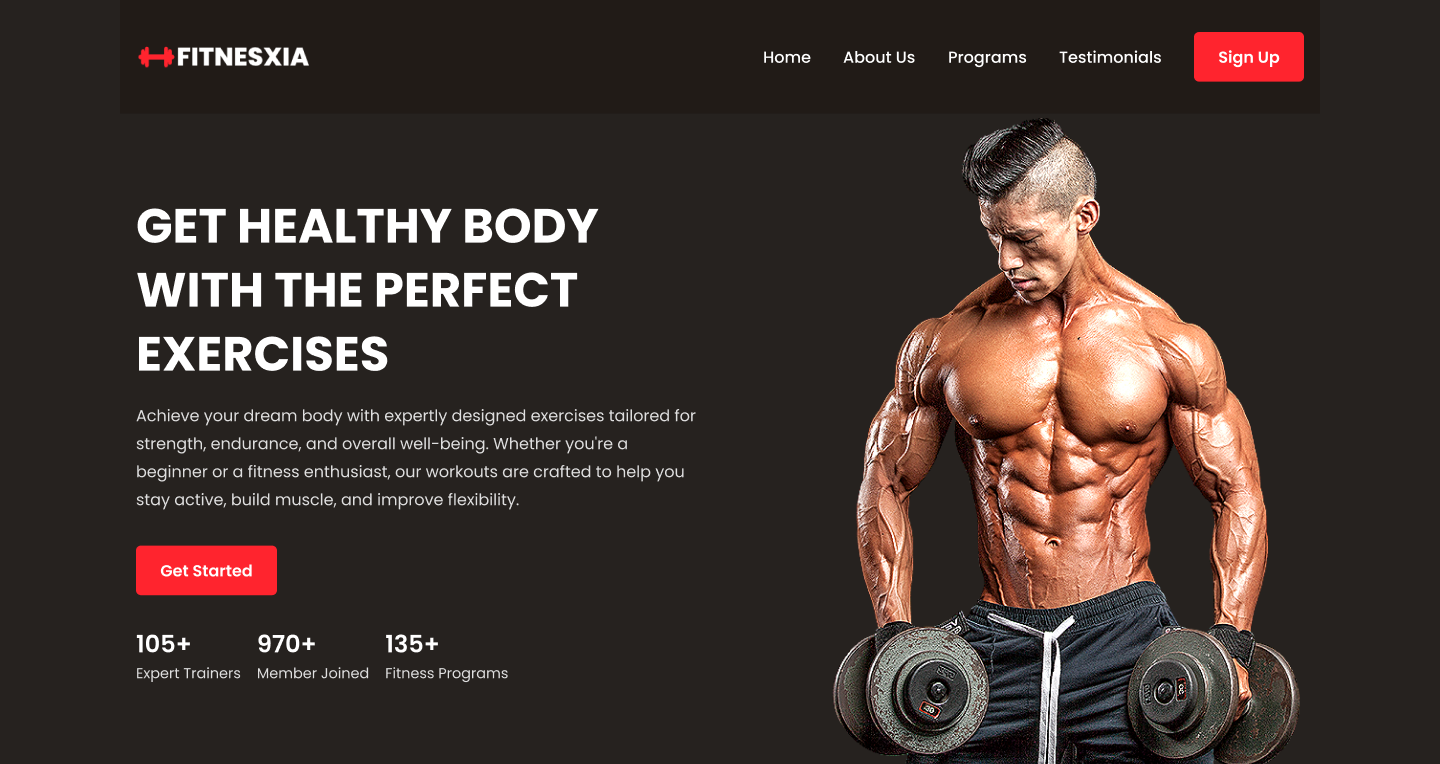 FITNESXIA
Home About Us Programs Testimonials Sign Up
GET HEALTHY BODY
WITH THE PERFECT
EXERCISES
Achieve your dream body with expertly designed exercises tailored for
strength, endurance, and overall well-being. Whether you're a
beginner or a fitness enthusiast, our workouts are crafted to help you
stay active, build muscle, and improve flexibility.
Get Started
105+ 970+ 135+
Expert Trainers Member Joined Fitness Programs